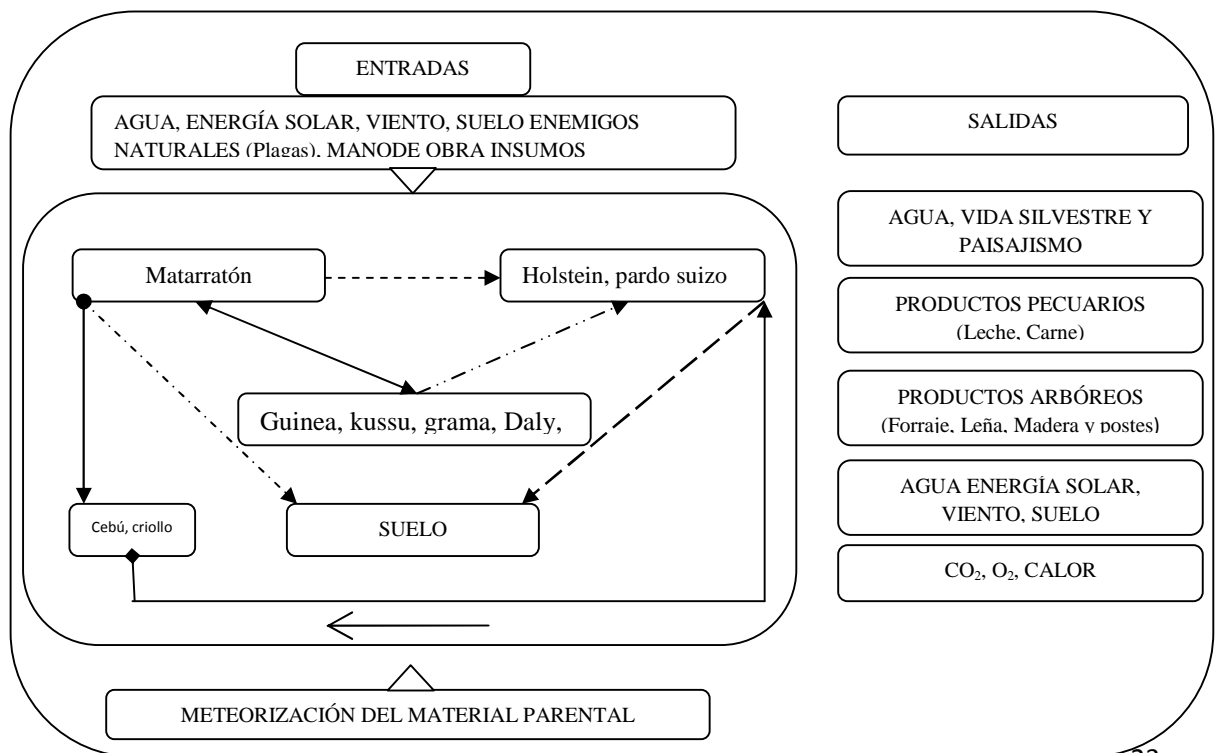 ENTRADAS
AGUA, ENERGÍA SOLAR, VIENTO, SUELO ENEMIGOS
NATURALES (Plagas), MANODE OBRA INSUMOS
Matarratón
Holstein, pardo suizo
Guinea, kussu, grama, Daly,
Cebú, criollo
SUELO
METEORIZACIÓN DEL MATERIAL PARENTAL
SALIDAS
AGUA, VIDA SILVESTRE Y
PAISAJISMO
PRODUCTOS PECUARIOS
(Leche, Carne)
PRODUCTOS ARBÓREOS
(Forraje, Leña, Madera y postes)
AGUA ENERGÍA SOLAR,
VIENTO, SUELO
CO₂, O₂, CALOR